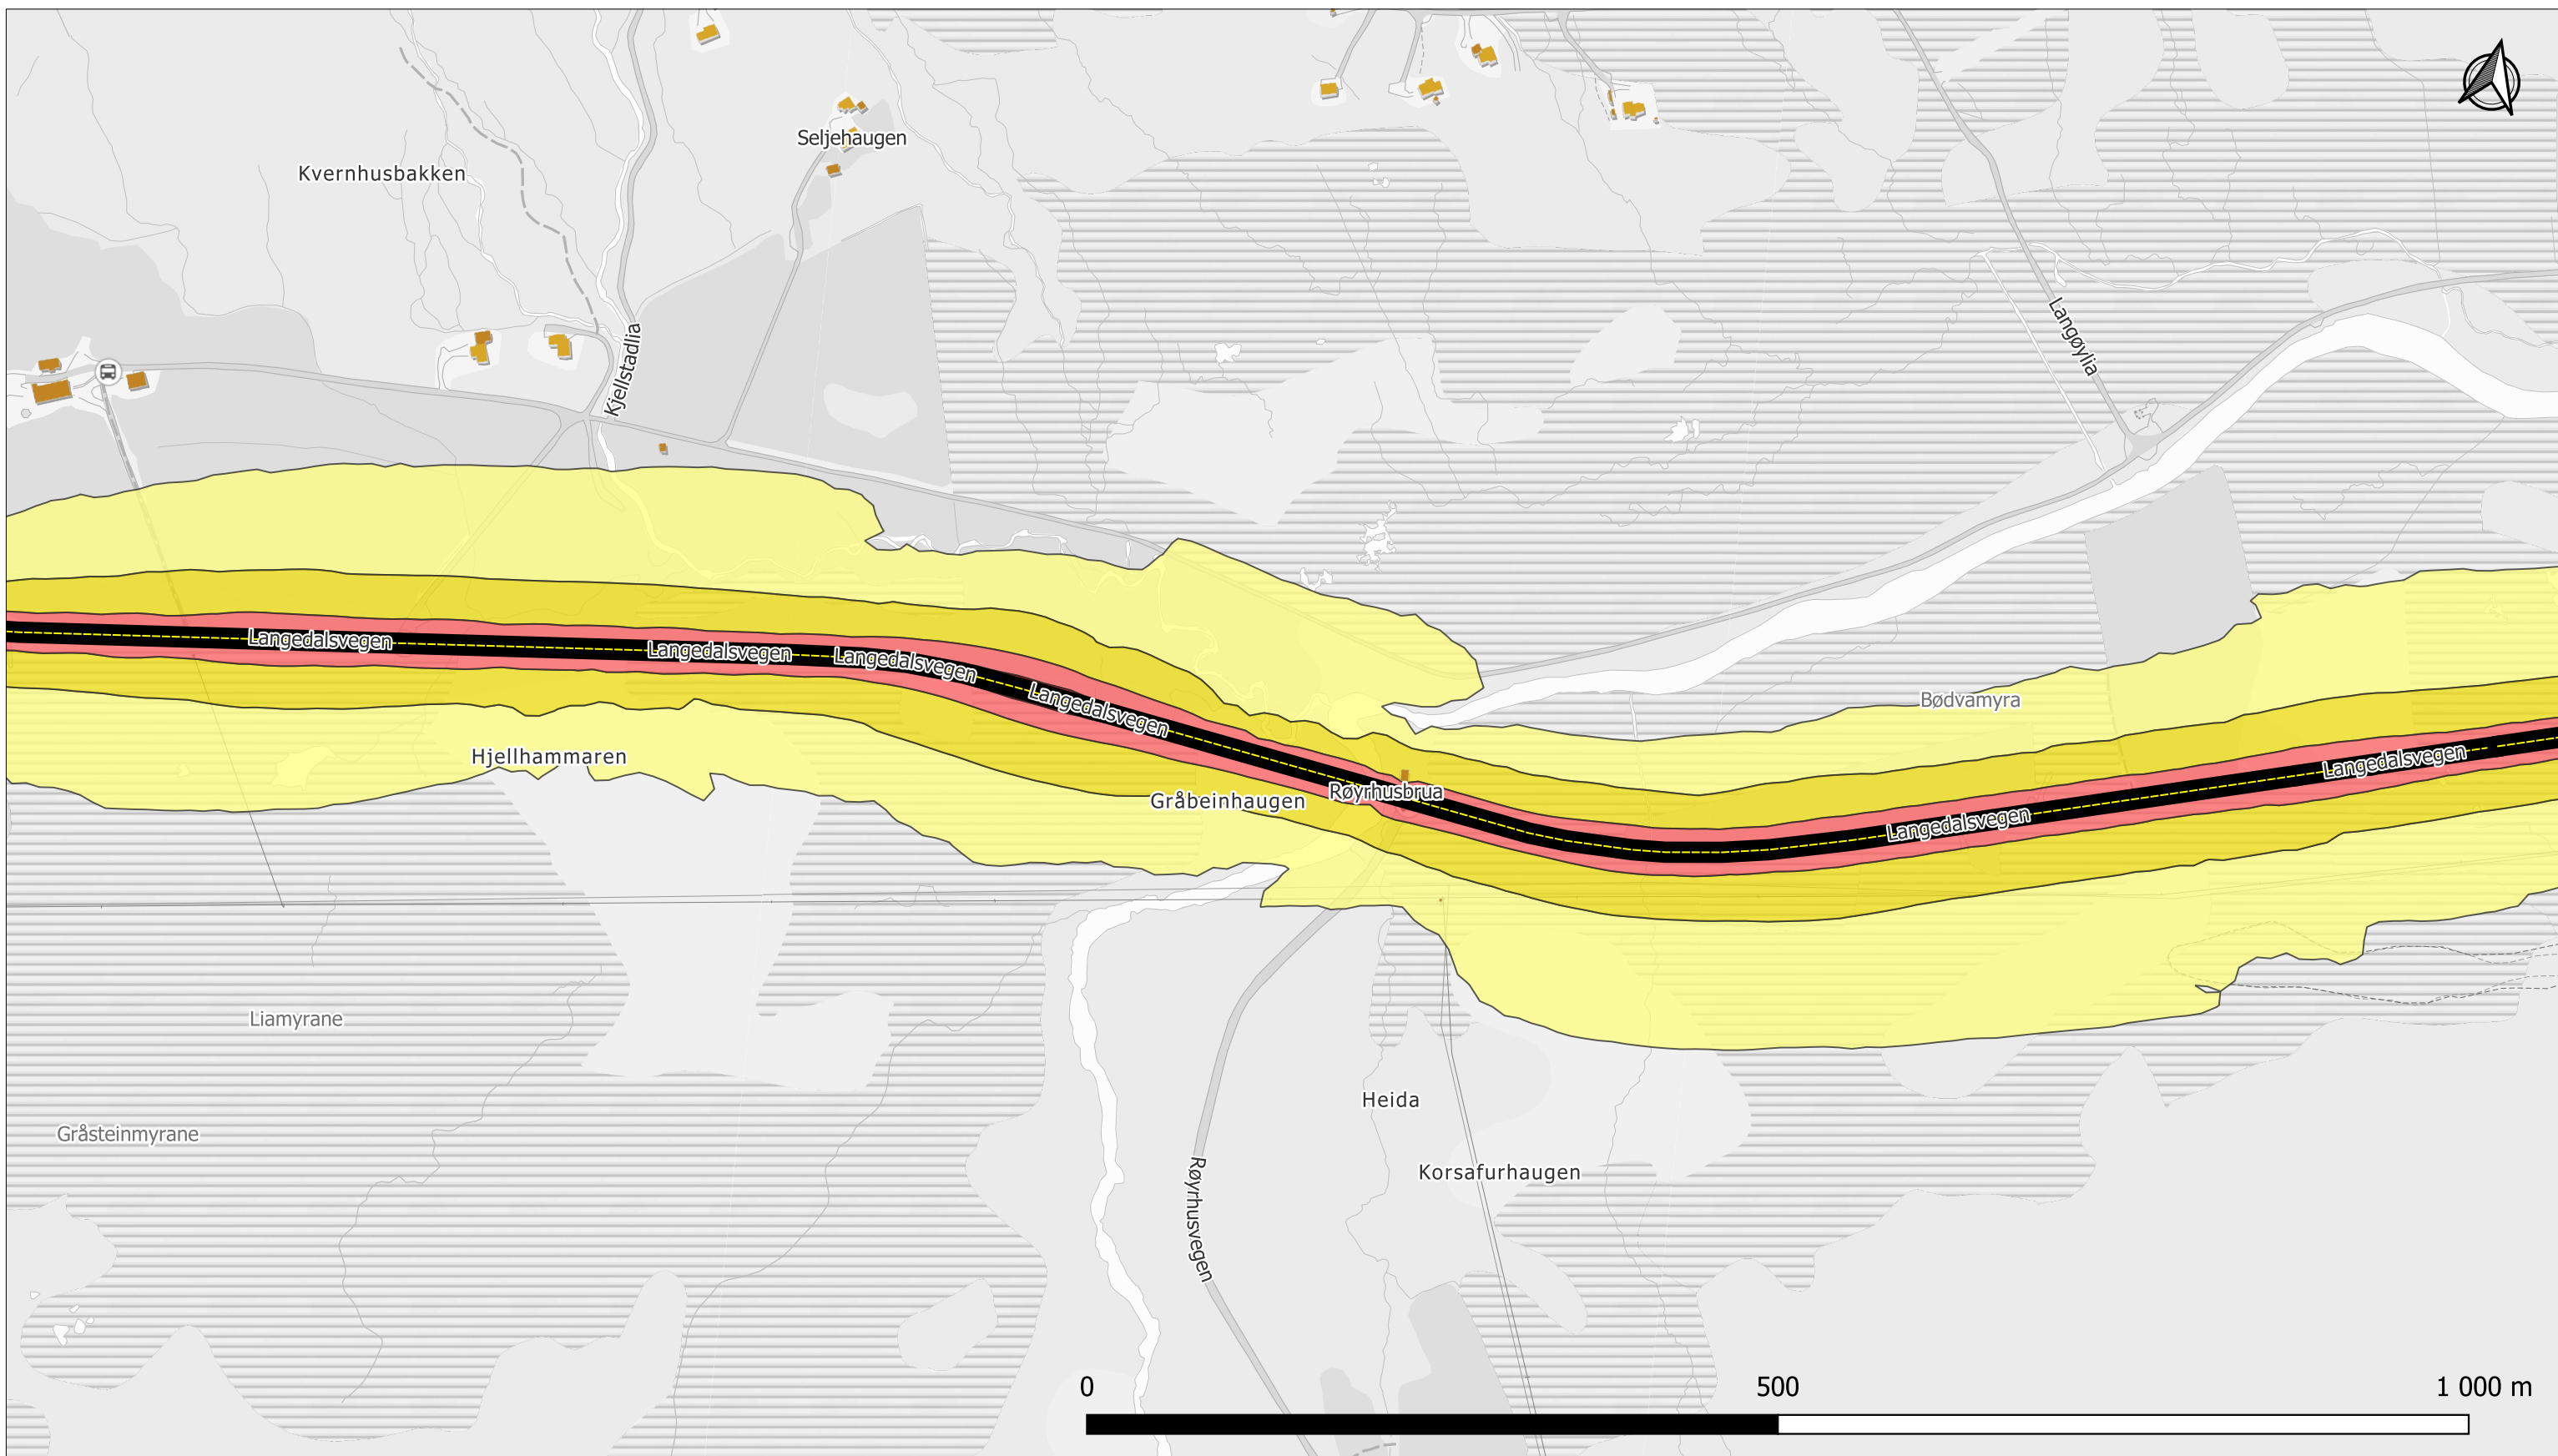 Seljehaugen
Kvernhusbakken
Langøylia
Kjellstadlia
Langedalsvegen
Langedalsvegen
Langedalsvegen
Langedalsvegen
Bødvamyra
Hjellhammaren
Langedalsvegen
Røyrhusbrua
Gråbeinhaugen
Langedalsvegen
Liamyrane
Heida
Gråsteinmyrane
Korsafurhaugen
Røyrhusvegen
0 500 1 000 m